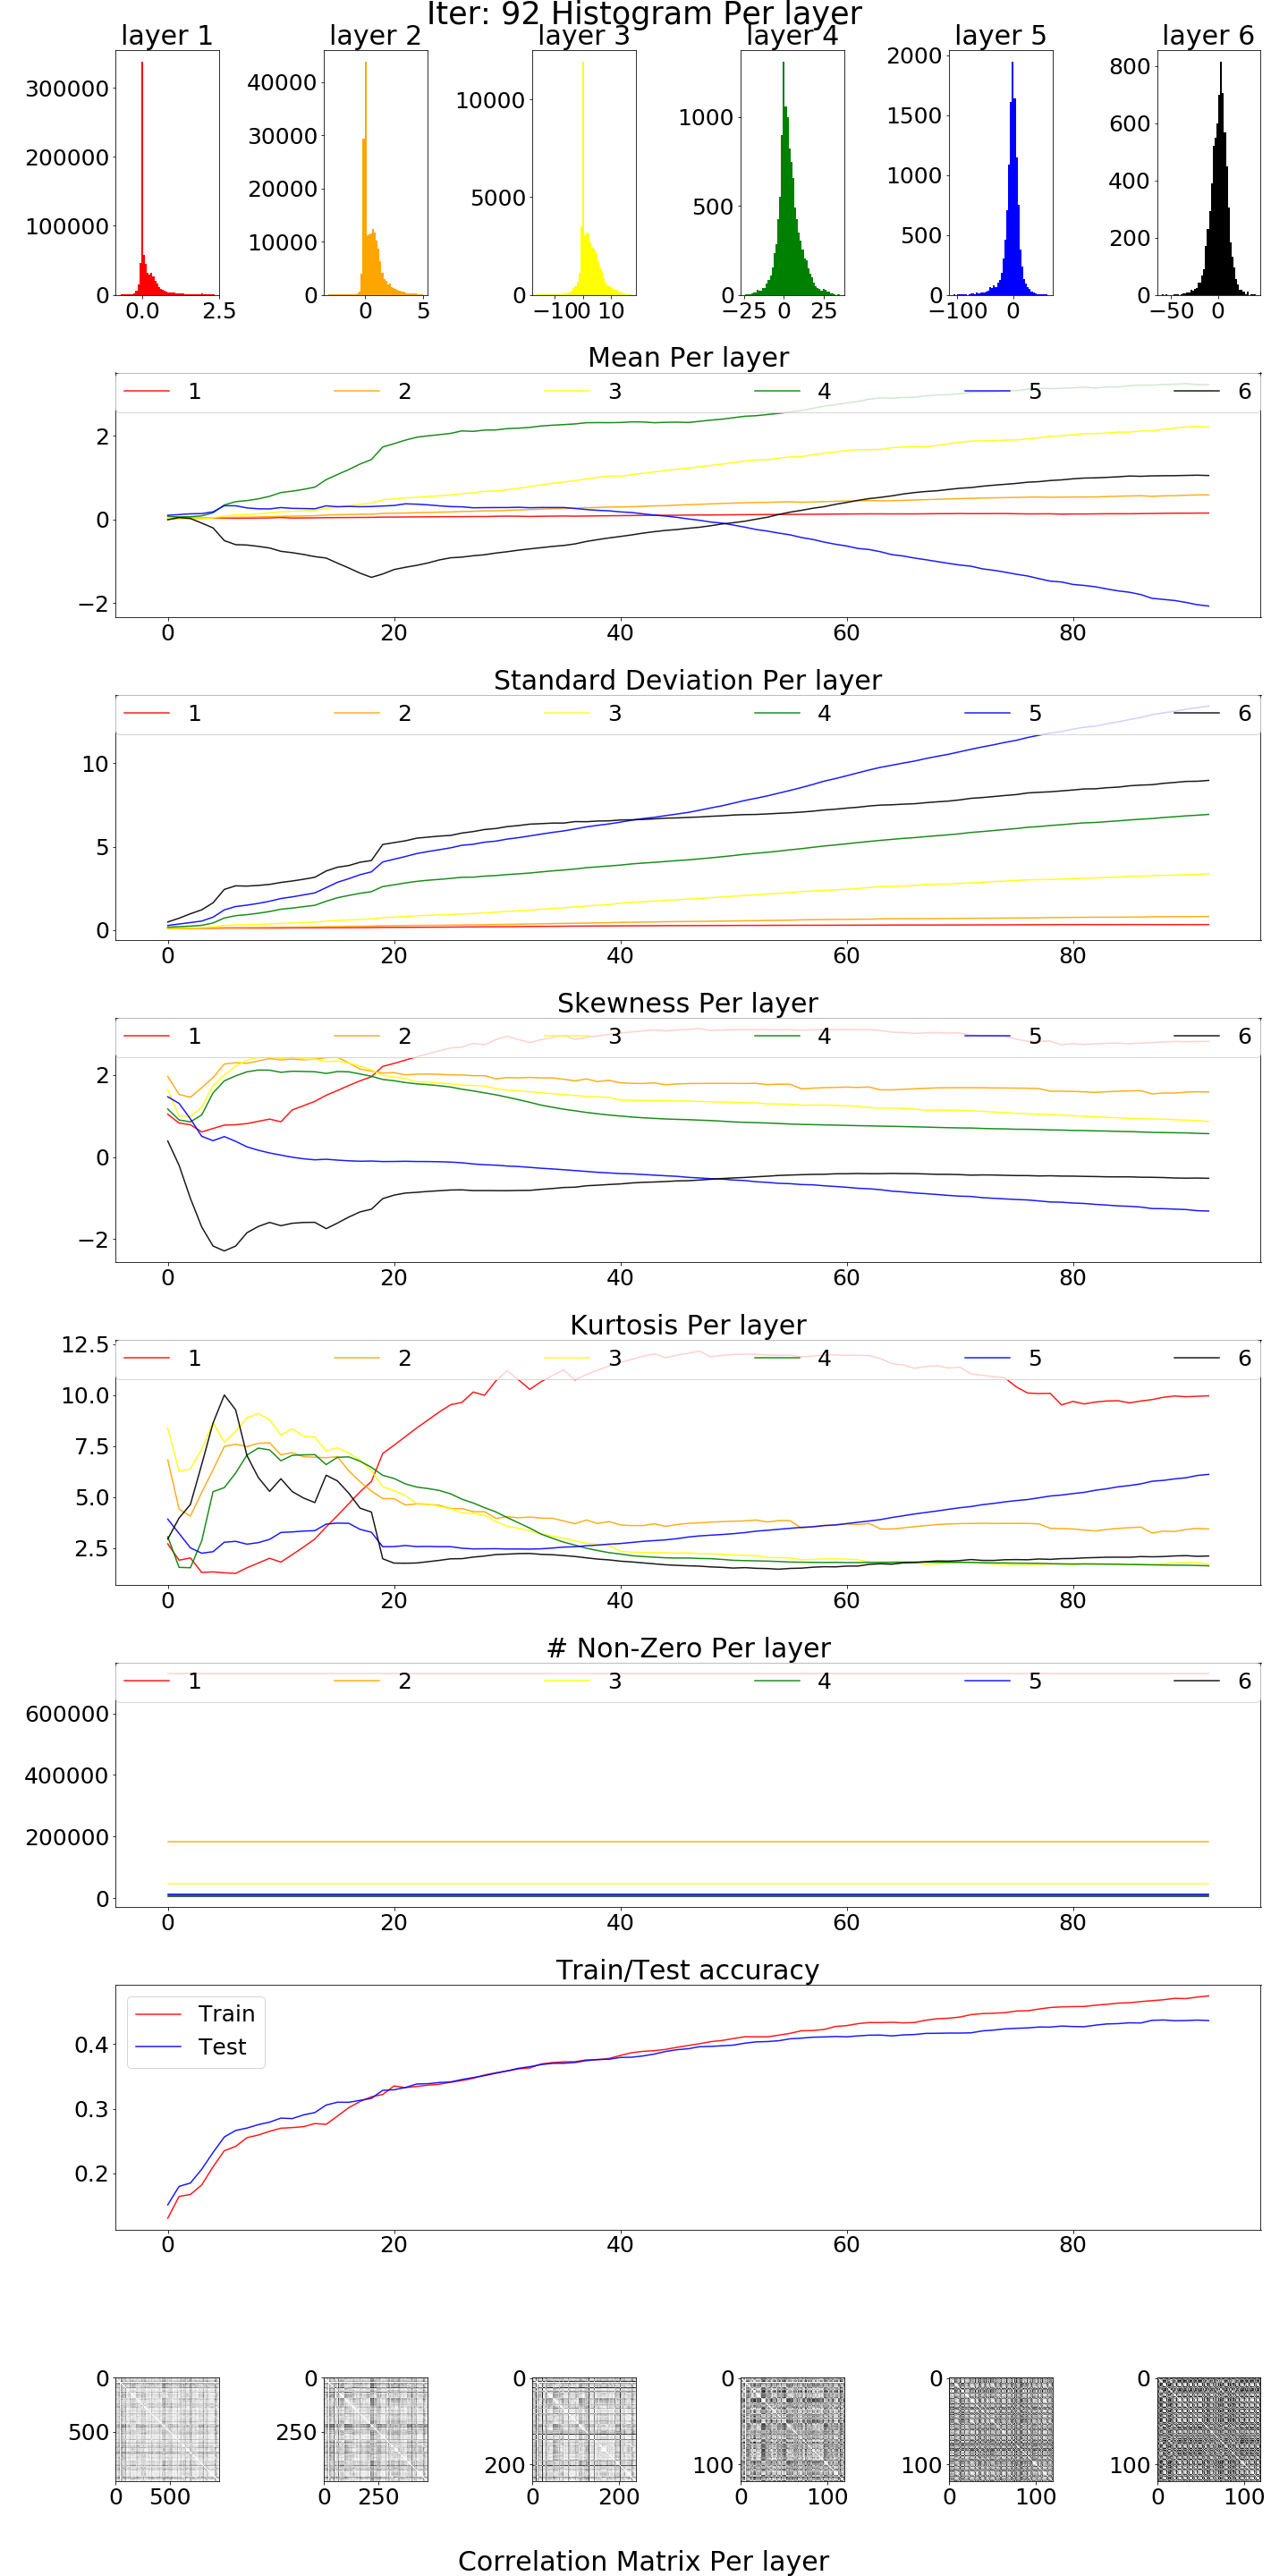 Iter: 92 Histogram Per layer
layer 1 layer 2 layer 3 layer 4 layer 5 layer 6
300000 200000 100000 0
0.0 2.5
40000 30000 20000 10000 0
0 5
10000 5000 0
−10 0 10
1000 500 0
−25 0 25
2000 1500 1000 500 0
−100 0
800 600 400 200 0
−50 0
Mean Per layer
1 2 3 4 5 6
2
0
−2
0 20 40 60 80
Standard Deviation Per layer
1 2 3 4 5 6
10
5
0
0 20 40 60 80
Skewness Per layer
1 2 3 4 5 6
2
0
−2
0 20 40 60 80
Kurtosis Per layer
12.5
1 2 3 4 5 6
10.0
7.5
5.0
2.5
0 20 40 60 80
# Non-Zero Per layer
1 2 3 4 5 6
600000
400000
200000
0
0 20 40 60 80
Train/Test accuracy
Train
Test
0.4
0.3
0.2
0 20 40 60 80
0 0 0 0 0 0
500 250 200 100 100 100
0 500 0 250 0 200 0 100 0 100 0 100
Correlation Matrix Per layer